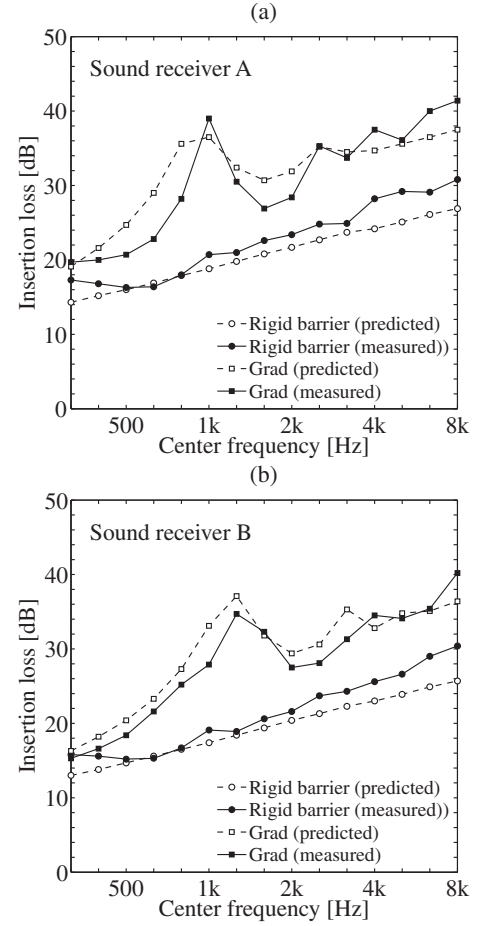 (a)
50
40
30
20
10
0
Insertion loss [dB]
Sound receiver A
Rigid barrier (predicted)
Rigid barrier (measured))
Grad (predicted)
Grad (measured)
500
1k
2k
4k
8k
Center frequency [Hz]
(b)
50
40
30
20
10
0
Insertion loss [dB]
Sound receiver B
Rigid barrier (predicted)
Rigid barrier (measured))
Grad (predicted)
Grad (measured)
500
1k
2k
4k
8k
Center frequency [Hz]